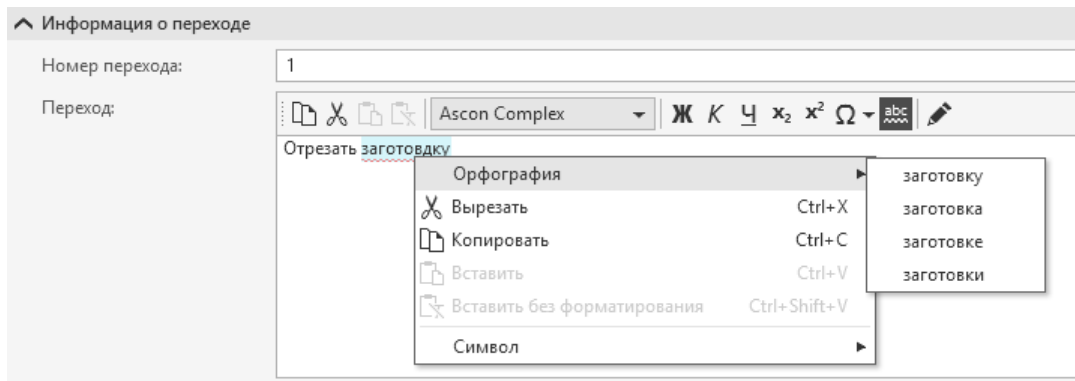 Информация о переходе
Номер перехода: 1
Переход:
Ascon Complex Ж К Ч x₂ x² Ω abc
Отрезать заготовдку
Орфография
Вырезать Ctrl+X
Копировать Ctrl+C
Вставить Ctrl+V
Вставить без форматирования Ctrl+Shift+V
Символ
заготовку
заготовка
заготовке
заготовки